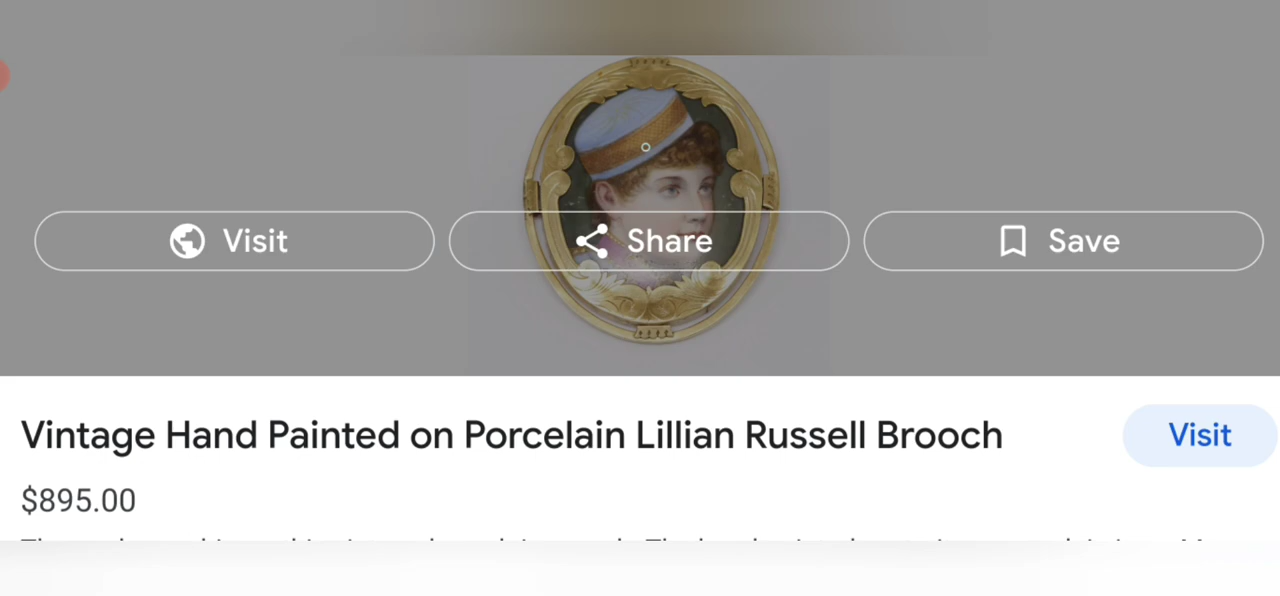 Visit
Share
Save
Vintage Hand Painted on Porcelain Lillian Russell Brooch
Visit
$895.00